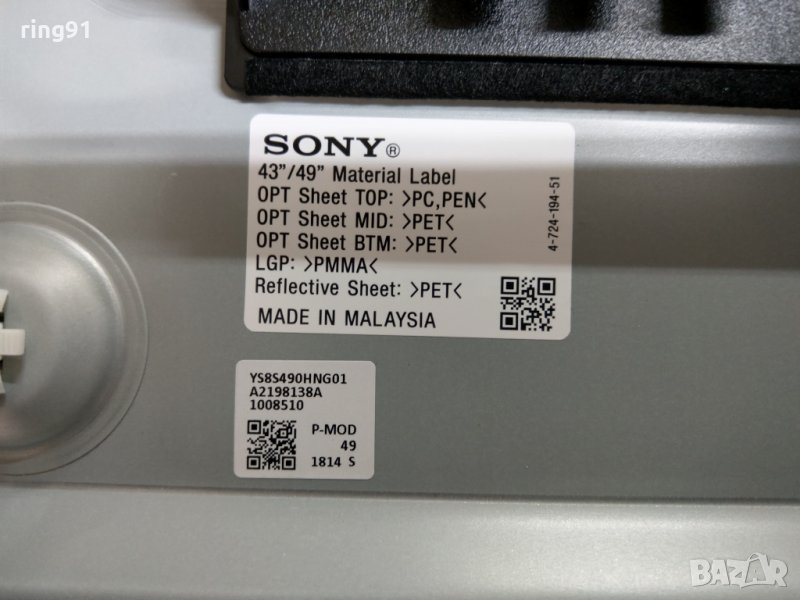 ring91
SONY®
43"/49" Material Label
OPT Sheet TOP: >PC,PEN<
OPT Sheet MID: >PET<
OPT Sheet BTM: >PET<
LGP: >PMMA<
Reflective Sheet: >PET<
MADE IN MALAYSIA
4-724-194-51
YS8S490HNG01
A2198138A
1008510
P-MOD
49
1814 S
BAZAR